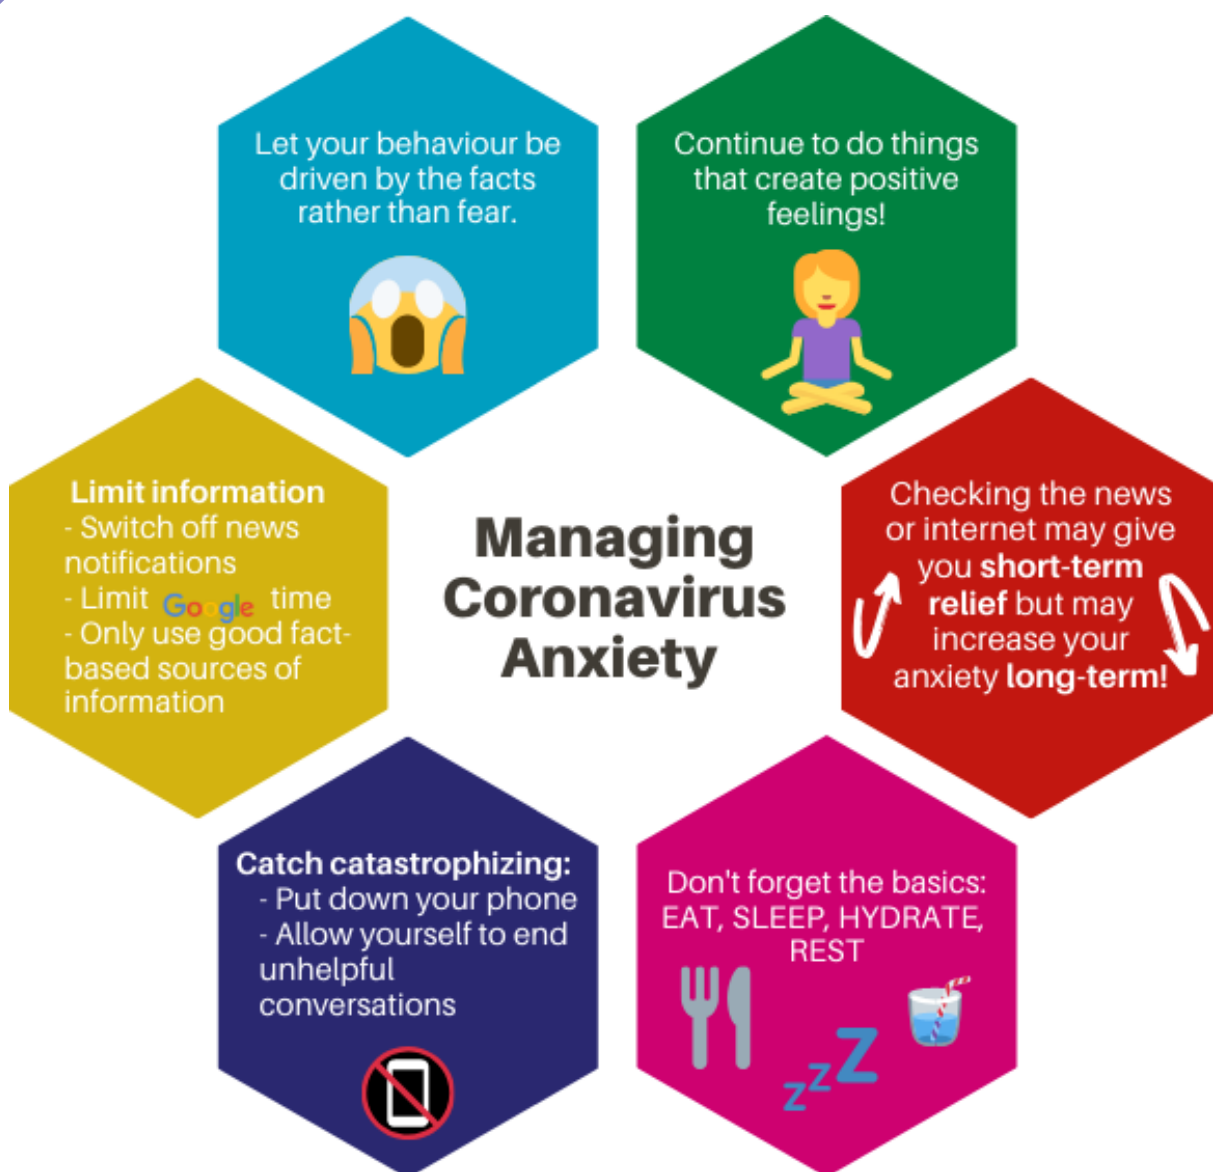 Let your behaviour be
driven by the facts
rather than fear.
Continue to do things
that create positive
feelings!
Limit information
- Switch off news
notifications
- Limit Google time
- Only use good fact-
based sources of
information
Managing
Coronavirus
Anxiety
Checking the news
or internet may give
you short-term
relief but may
increase your
anxiety long-term!
Catch catastrophizing:
- Put down your phone
- Allow yourself to end
unhelpful
conversations
Don't forget the basics:
EAT, SLEEP, HYDRATE,
REST
zzZ